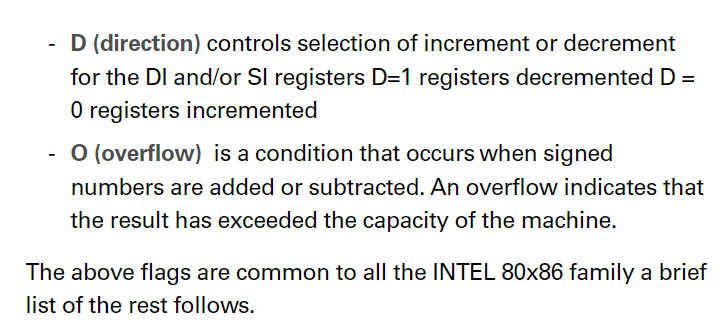 - D (direction) controls selection of increment or decrement
for the DI and/or SI registers D=1 registers decremented D =
0 registers incremented
- O (overflow)  is a condition that occurs when signed
numbers are added or subtracted. An overflow indicates that
the result has exceeded the capacity of the machine.
The above flags are common to all the INTEL 80x86 family a brief
list of the rest follows.